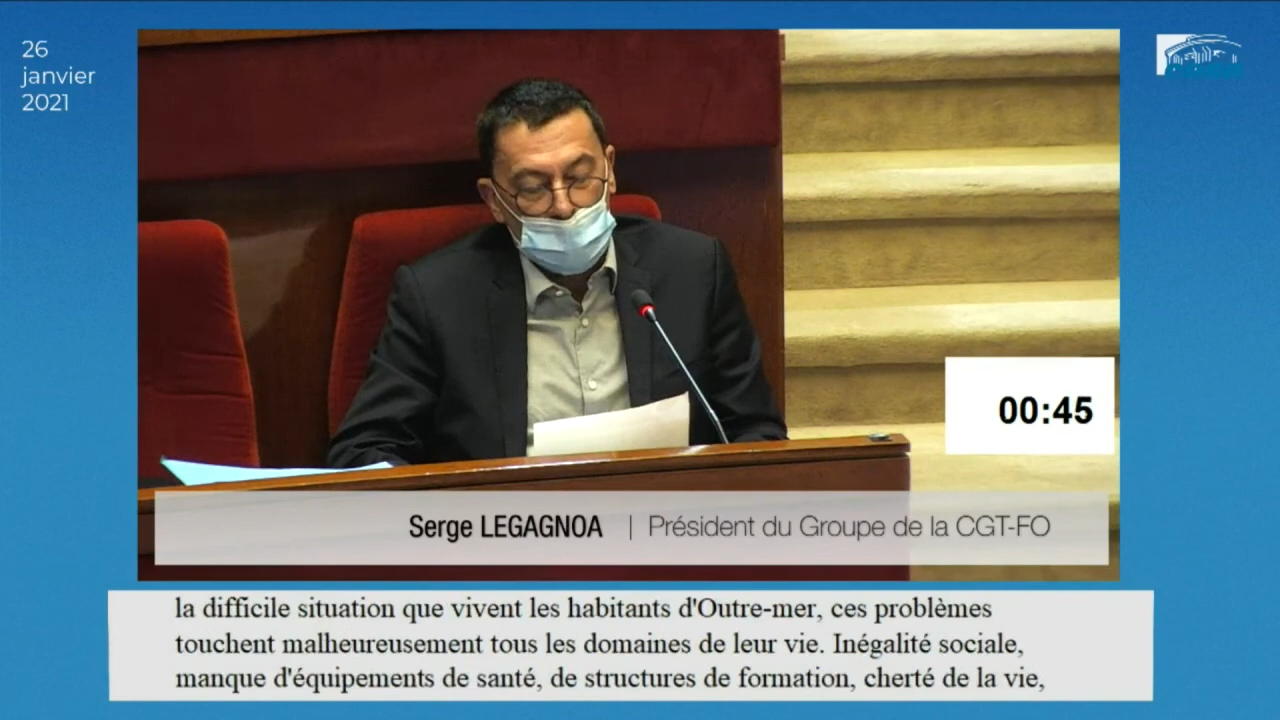 26
janvier
2021
00:45
Serge LEGAGNOA | Président du Groupe de la CGT-FO
la difficile situation que vivent les habitants d'Outre-mer, ces problèmes
touchent malheureusement tous les domaines de leur vie. Inégalité sociale,
manque d'équipements de santé, de structures de formation, cherté de la vie,